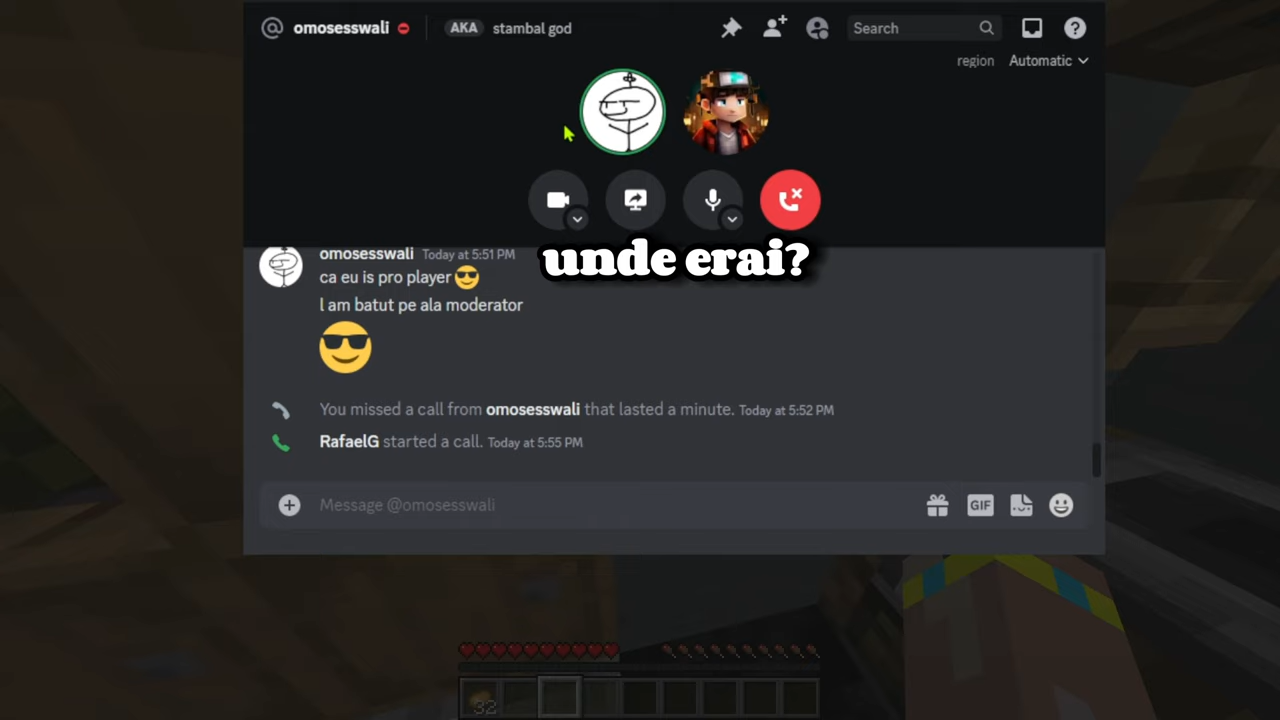 omosesswali AKA stambal god Search
region Automatic
omosesswali Today at 5:51 PM
unde erai?
ca eu is pro player
l am batut pe ala moderator
You missed a call from omosesswali that lasted a minute. Today at 5:52 PM
RafaelG started a call. Today at 5:55 PM
Message @omosesswali
GIF
32